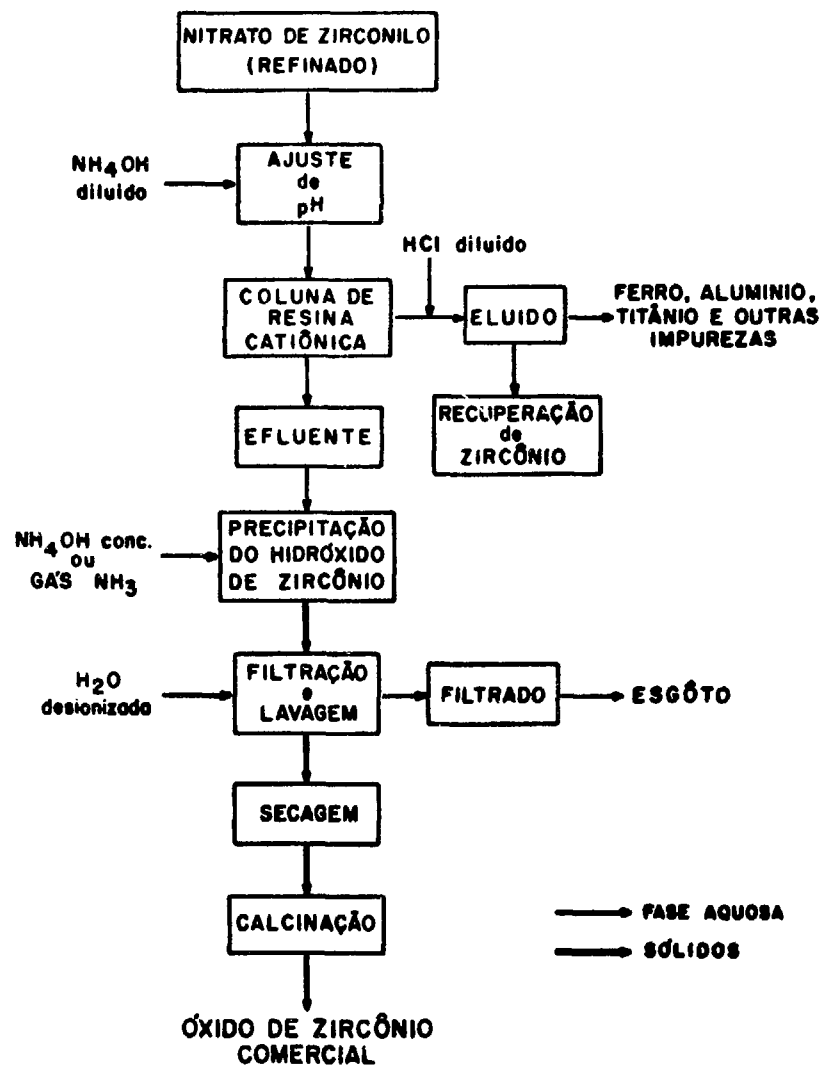 NITRATO DE ZIRCONILO
(REFINADO)
NH4OH
diluido
AJUSTE
de
pH
HCl diluido
COLUNA DE
RESINA
CATIÔNICA
ELUIDO
FERRO, ALUMINIO,
TITÂNIO E OUTRAS
IMPUREZAS
EFLUENTE
RECUPERAÇÃO
de
ZIRCÔNIO
NH4OH conc.
ou
GÁS NH3
PRECIPITAÇÃO
DO HIDRÓXIDO
DE ZIRCÔNIO
H2O
desionizada
FILTRAÇÃO
e
LAVAGEM
FILTRADO
ESGÔTO
SECAGEM
CALCINAÇÃO
FASE AQUOSA
SÓLIDOS
ÓXIDO DE ZIRCÔNIO
COMERCIAL